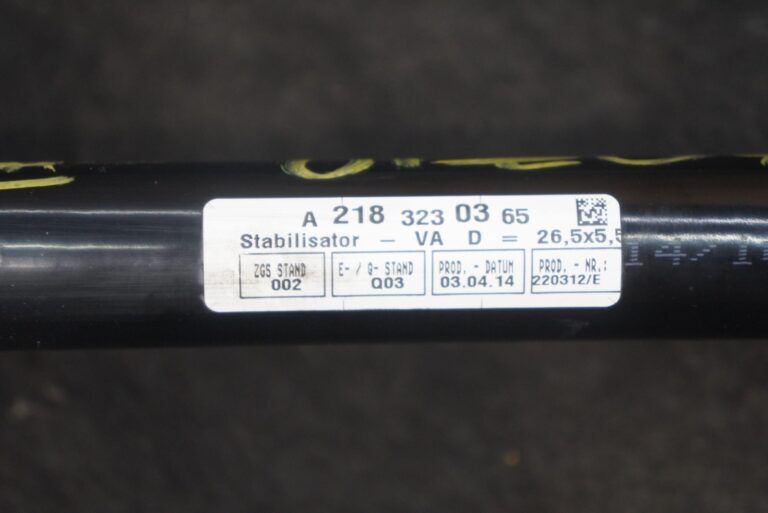 A 218 323 03 65
Stabilisator – VA D = 26,5x5,5
ZGS STAND E- / Q- STAND PROD. - DATUM PROD. - NR.:
002 Q03 03.04.14 220312/E